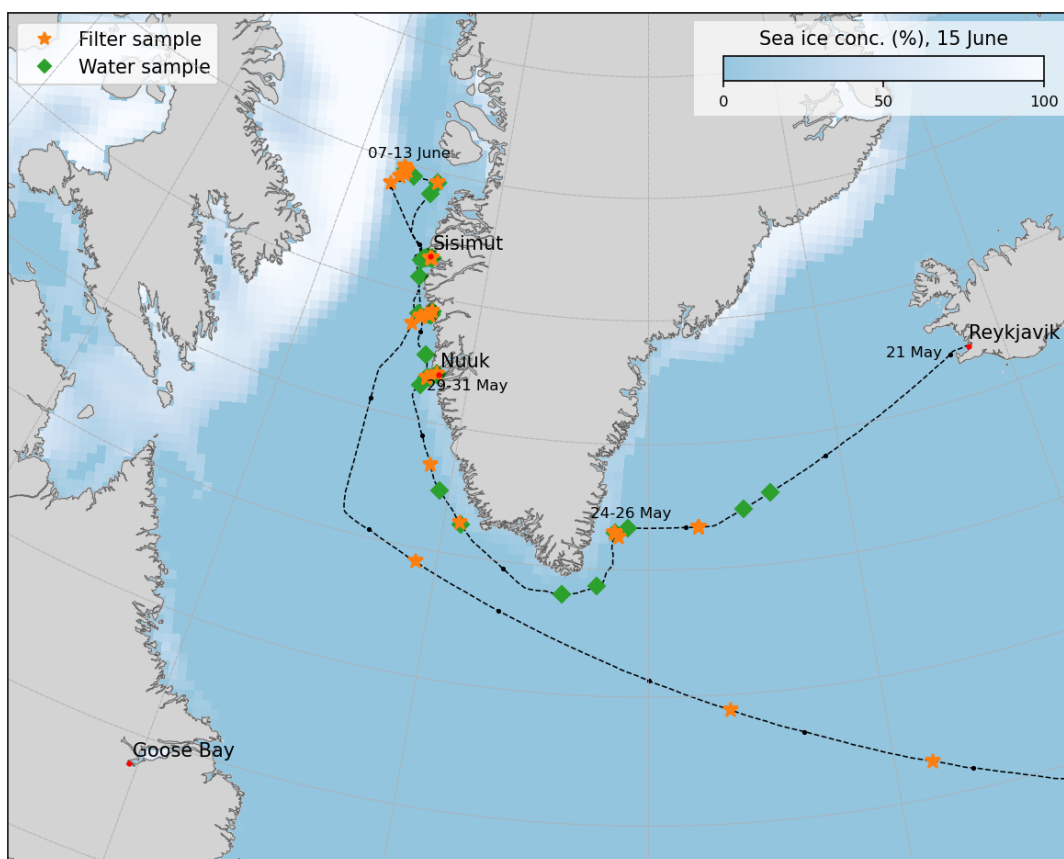 Filter sample
Water sample
Sea ice conc. (%), 15 June
0 50 100
07-13 June
Sisimut
Reykjavik
21 May
Nuuk
29-31 May
24-26 May
Goose Bay